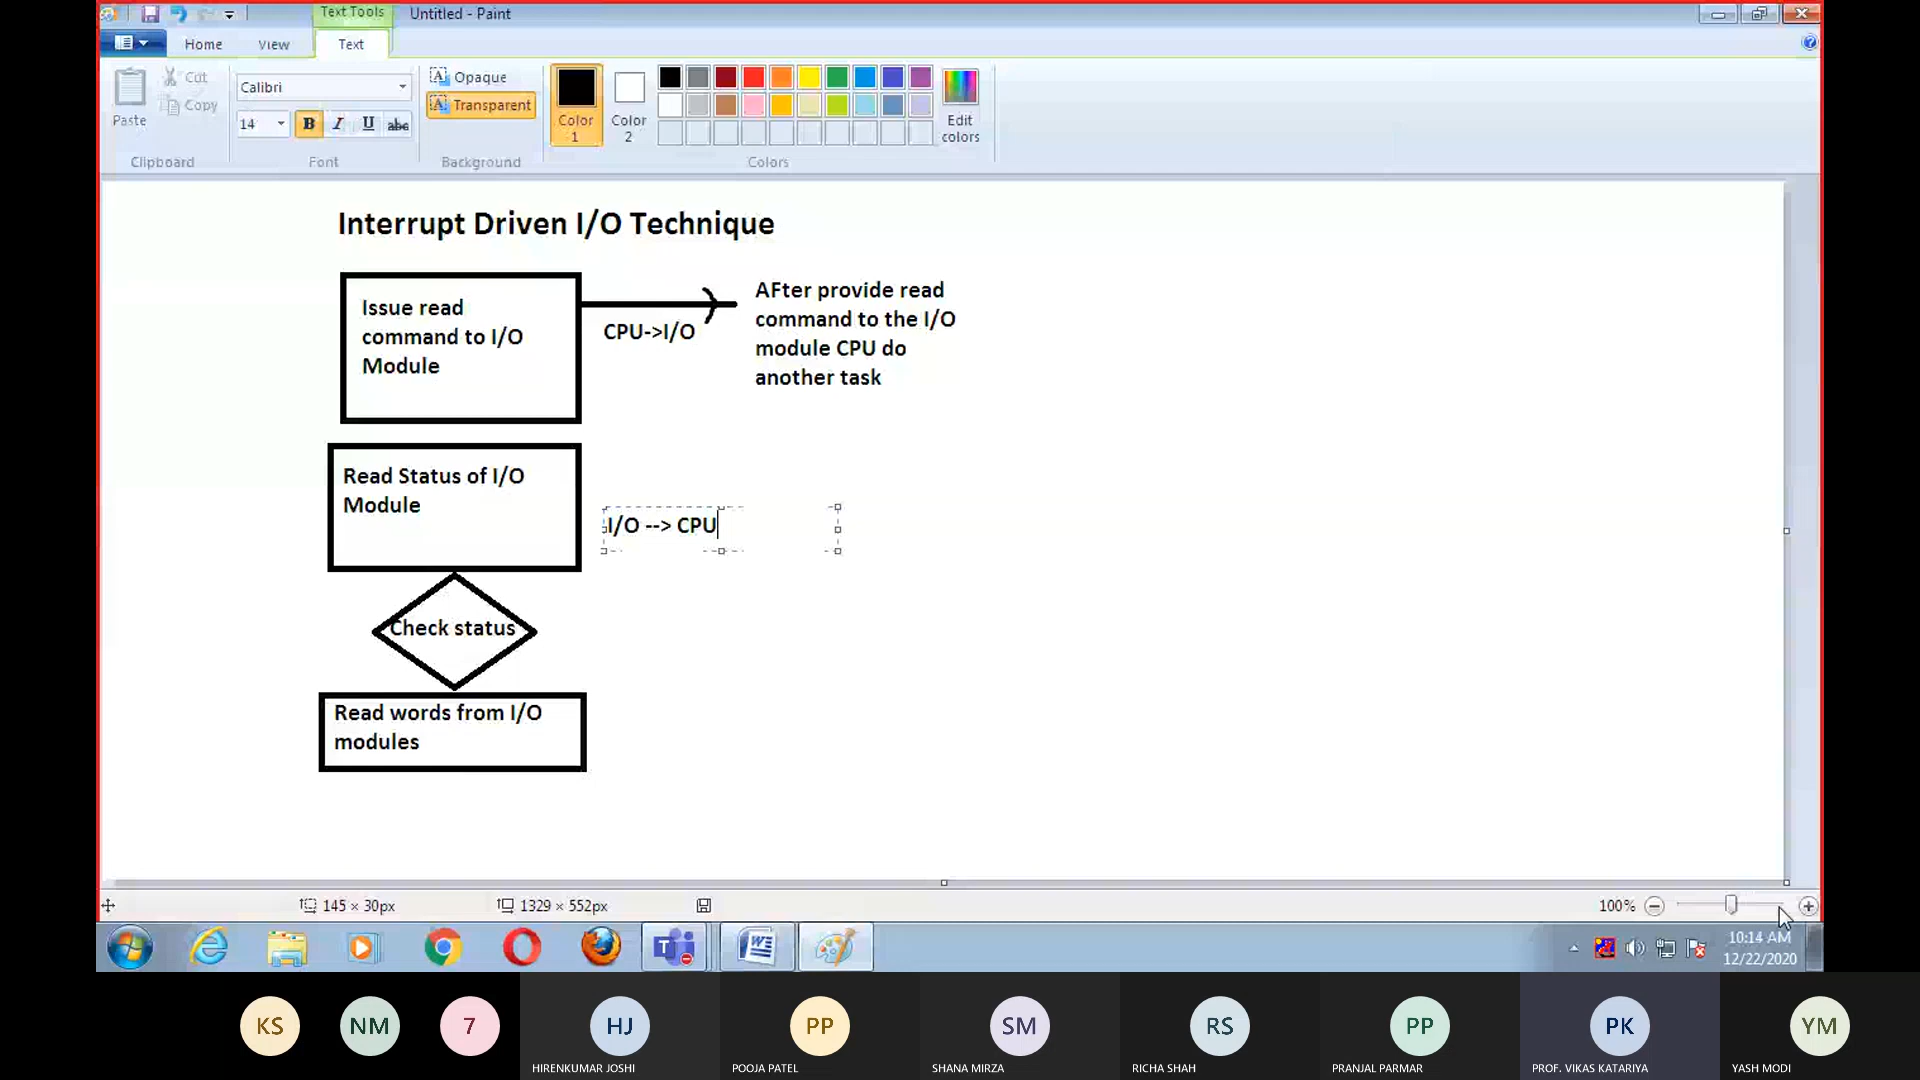 Text Tools
Untitled - Paint
Home
View
Text
Paste
Cut
Copy
Clipboard
Calibri
14
B
I
U
abc
Font
Opaque
Transparent
Background
Color
1
Color
2
Edit
colors
Colors
Interrupt Driven I/O Technique
Issue read
command to I/O
Module
CPU->I/O
AFter provide read
command to the I/O
module CPU do
another task
Read Status of I/O
Module
I/O --> CPU
Check status
Read words from I/O
modules
145 × 30px
1329 × 552px
100%
10:14 AM
12/22/2020
KS
NM
7
HJ
HIRENKUMAR JOSHI
PP
POOJA PATEL
SM
SHANA MIRZA
RS
RICHA SHAH
PP
PRANJAL PARMAR
PK
PROF. VIKAS KATARIYA
YM
YASH MODI